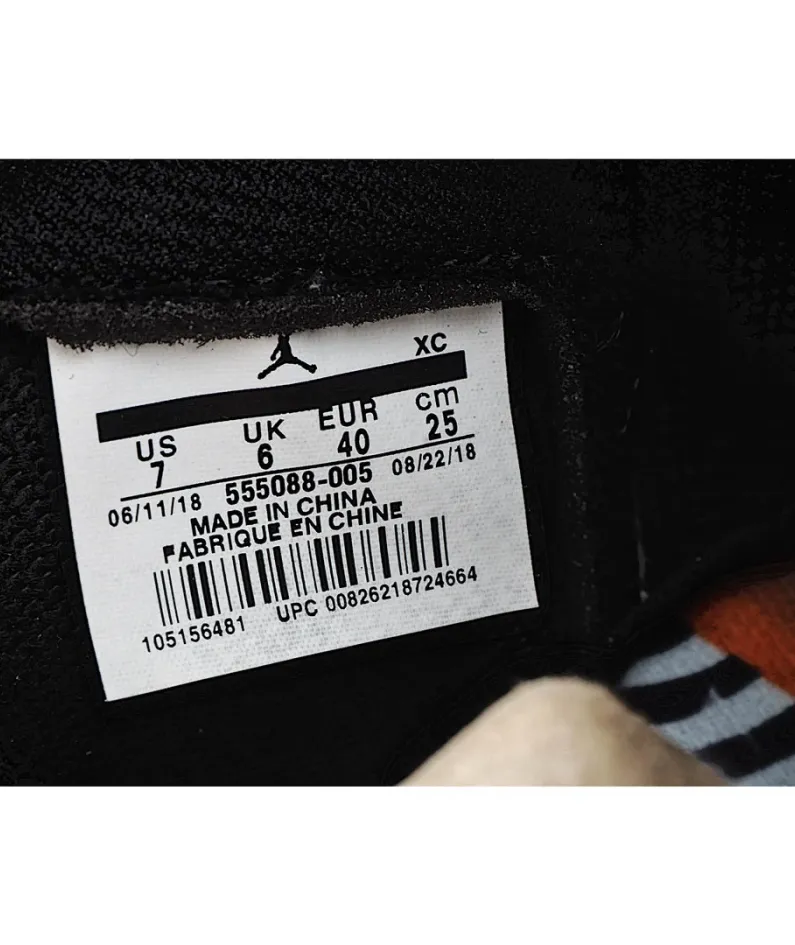 XC
US UK EUR cm
7 6 40 25
06/11/18 555088-005 08/22/18
MADE IN CHINA
FABRIQUE EN CHINE
105156481 UPC 00826218724664